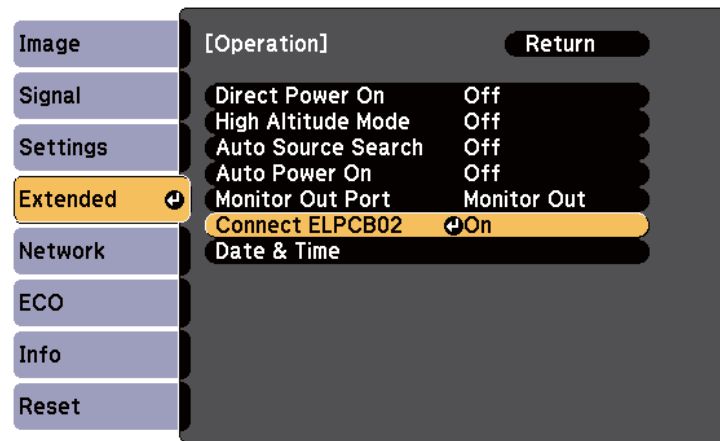 Image
Signal
Settings
Extended
Network
ECO
Info
Reset
[Operation] Return
Direct Power On Off
High Altitude Mode Off
Auto Source Search Off
Auto Power On Off
Monitor Out Port Monitor Out
Connect ELPCB02 On
Date & Time